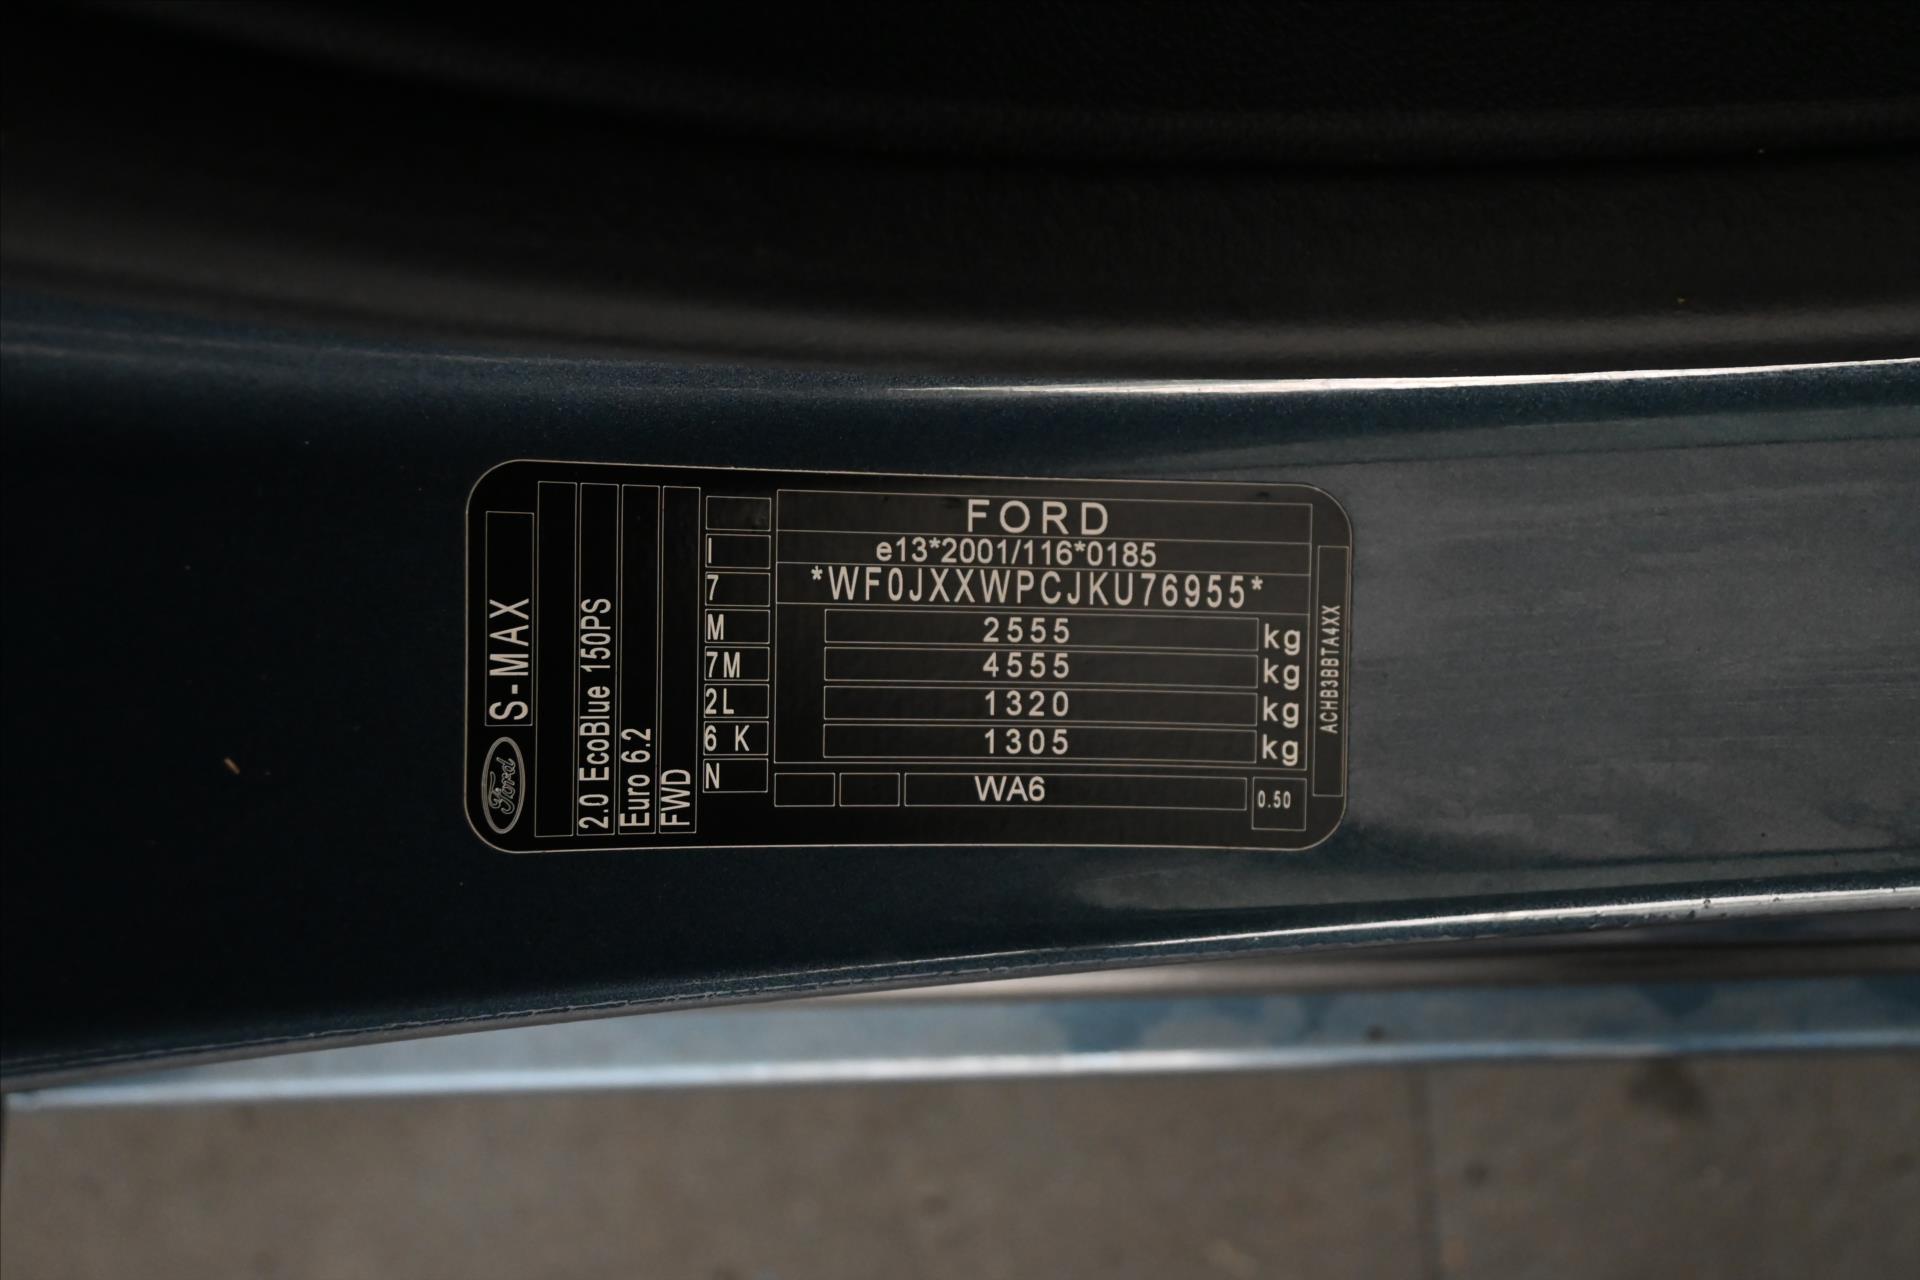 FORD
e13*2001/116*0185
*WF0JXXWPCJKU76955*
2555 kg
4555 kg
1320 kg
1305 kg
WA6
0.50
ACHB3BBTA4XX
I
7
M
7M
2L
6 K
N
Ford S-MAX
2.0 EcoBlue 150PS
Euro 6.2
FWD